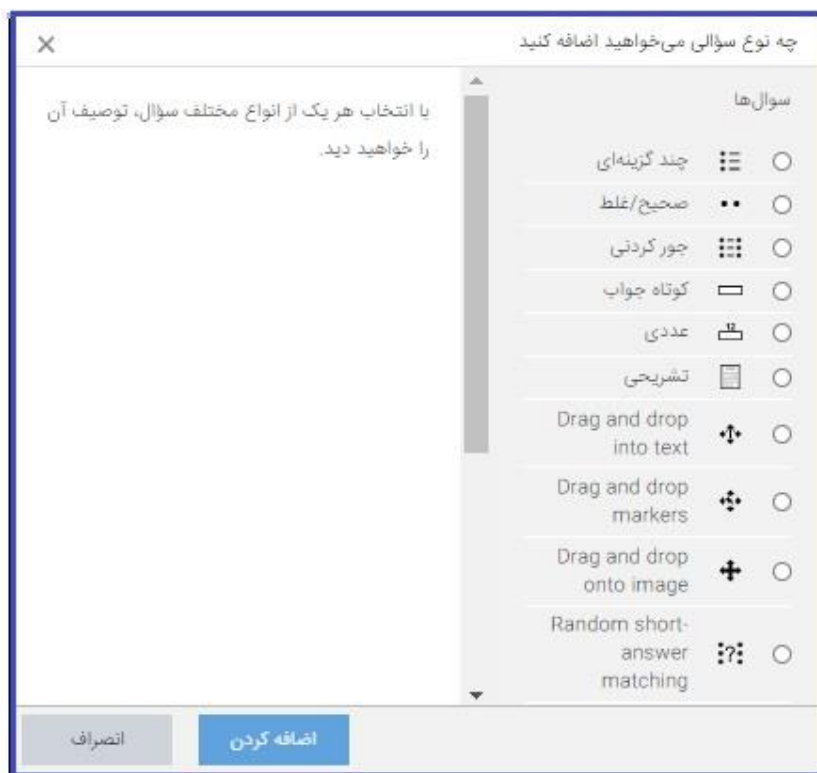 چه نوع سؤالی می‌خواهید اضافه کنید
×
سوال‌ها
چند گزینه‌ای
صحیح/غلط
جور کردنی
کوتاه جواب
12
عددی
تشریحی
Drag and drop
into text
Drag and drop
markers
Drag and drop
onto image
Random short-
answer
matching
?
با انتخاب هر یک از انواع مختلف سؤال، توصیف آن
را خواهید دید.
اضافه کردن
انصراف